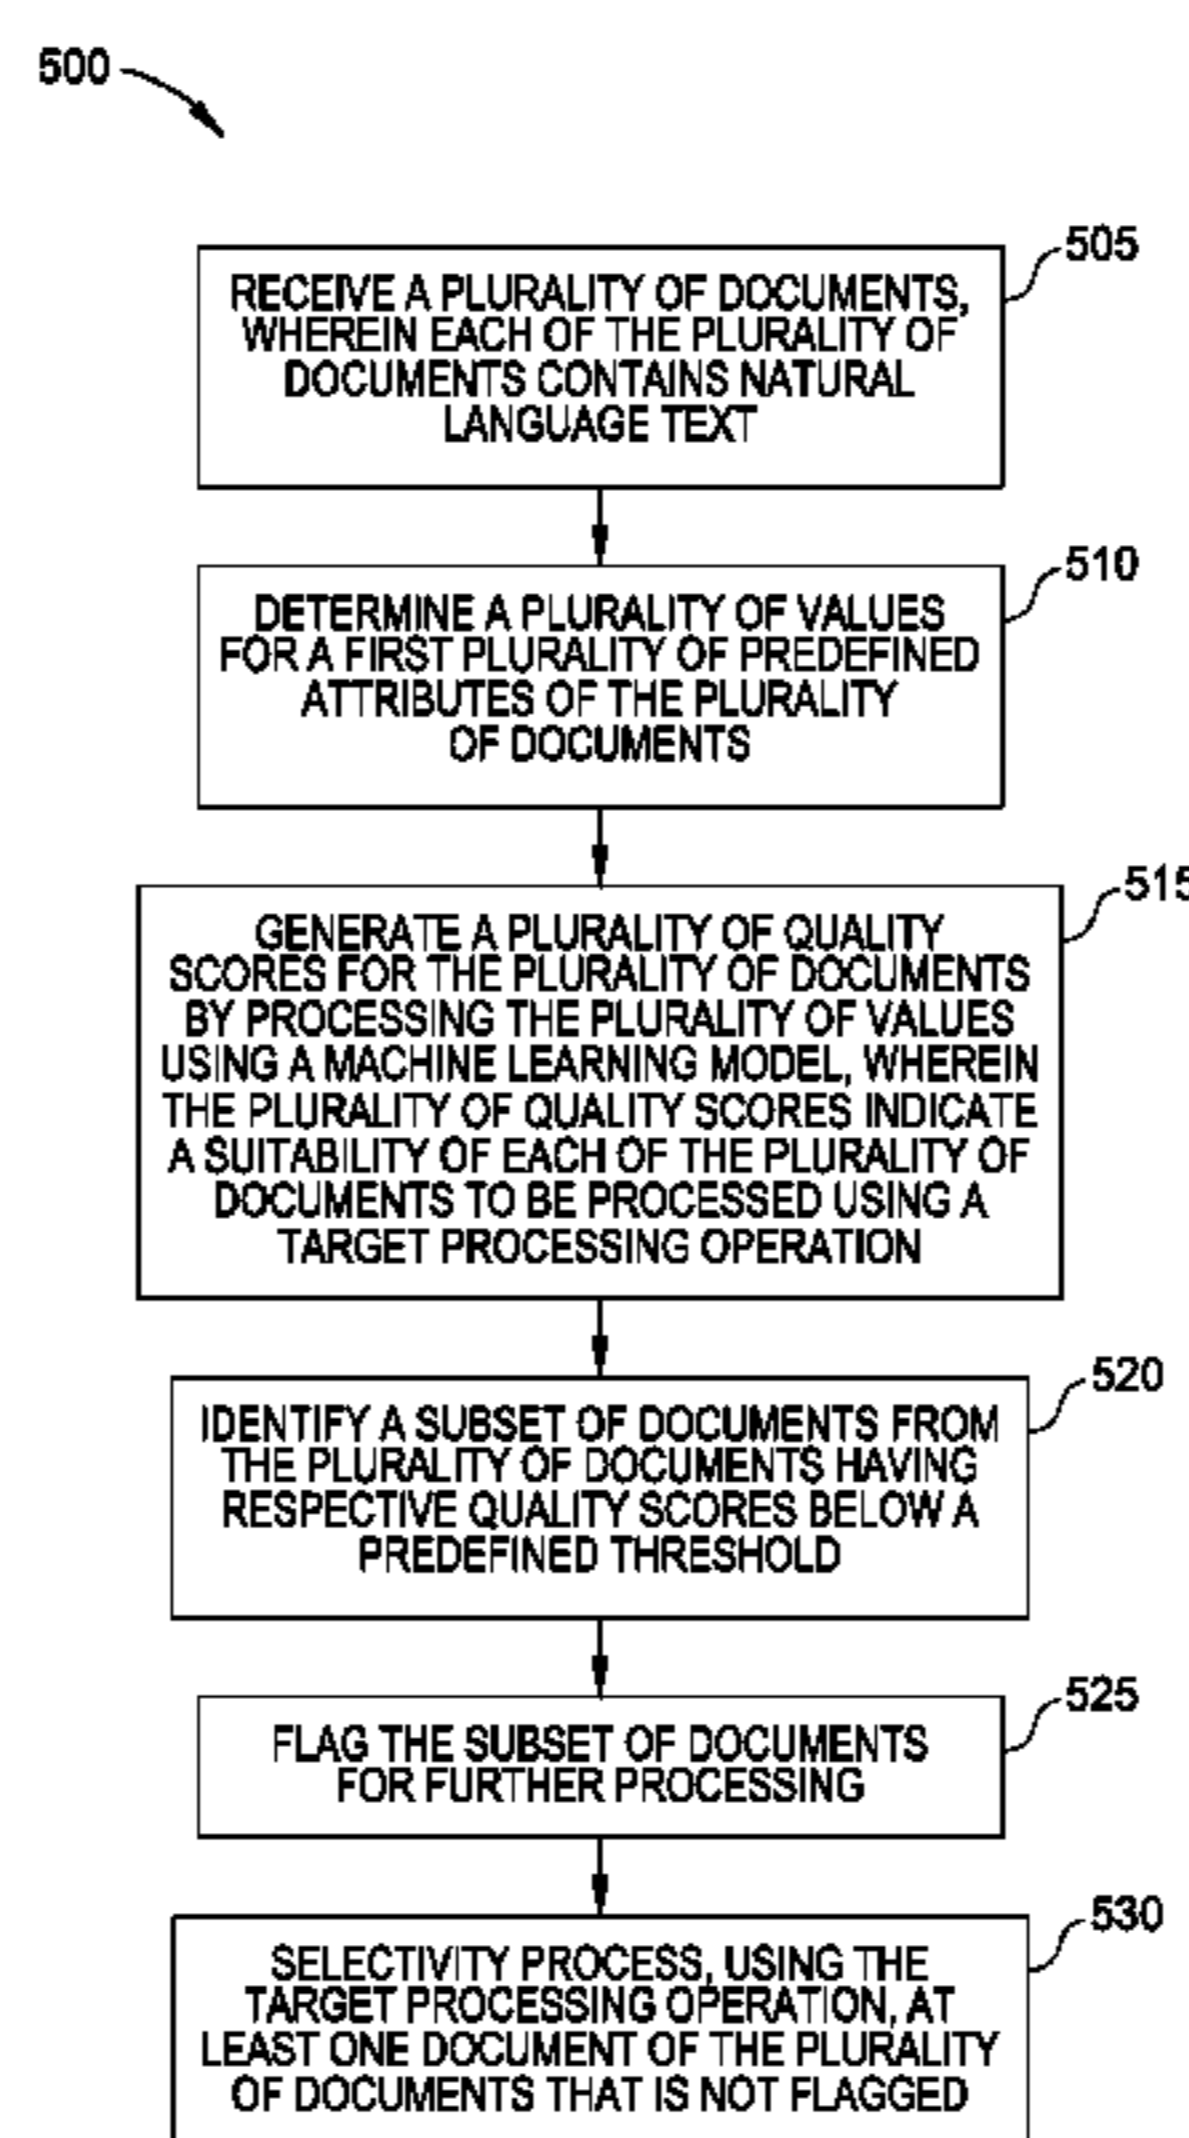 500
505
RECEIVE A PLURALITY OF DOCUMENTS,
WHEREIN EACH OF THE PLURALITY OF
DOCUMENTS CONTAINS NATURAL
LANGUAGE TEXT
510
DETERMINE A PLURALITY OF VALUES
FOR A FIRST PLURALITY OF PREDEFINED
ATTRIBUTES OF THE PLURALITY
OF DOCUMENTS
515
GENERATE A PLURALITY OF QUALITY
SCORES FOR THE PLURALITY OF DOCUMENTS
BY PROCESSING THE PLURALITY OF VALUES
USING A MACHINE LEARNING MODEL, WHEREIN
THE PLURALITY OF QUALITY SCORES INDICATE
A SUITABILITY OF EACH OF THE PLURALITY OF
DOCUMENTS TO BE PROCESSED USING A
TARGET PROCESSING OPERATION
520
IDENTIFY A SUBSET OF DOCUMENTS FROM
THE PLURALITY OF DOCUMENTS HAVING
RESPECTIVE QUALITY SCORES BELOW A
PREDEFINED THRESHOLD
525
FLAG THE SUBSET OF DOCUMENTS
FOR FURTHER PROCESSING
530
SELECTIVITY PROCESS, USING THE
TARGET PROCESSING OPERATION, AT
LEAST ONE DOCUMENT OF THE PLURALITY
OF DOCUMENTS THAT IS NOT FLAGGED